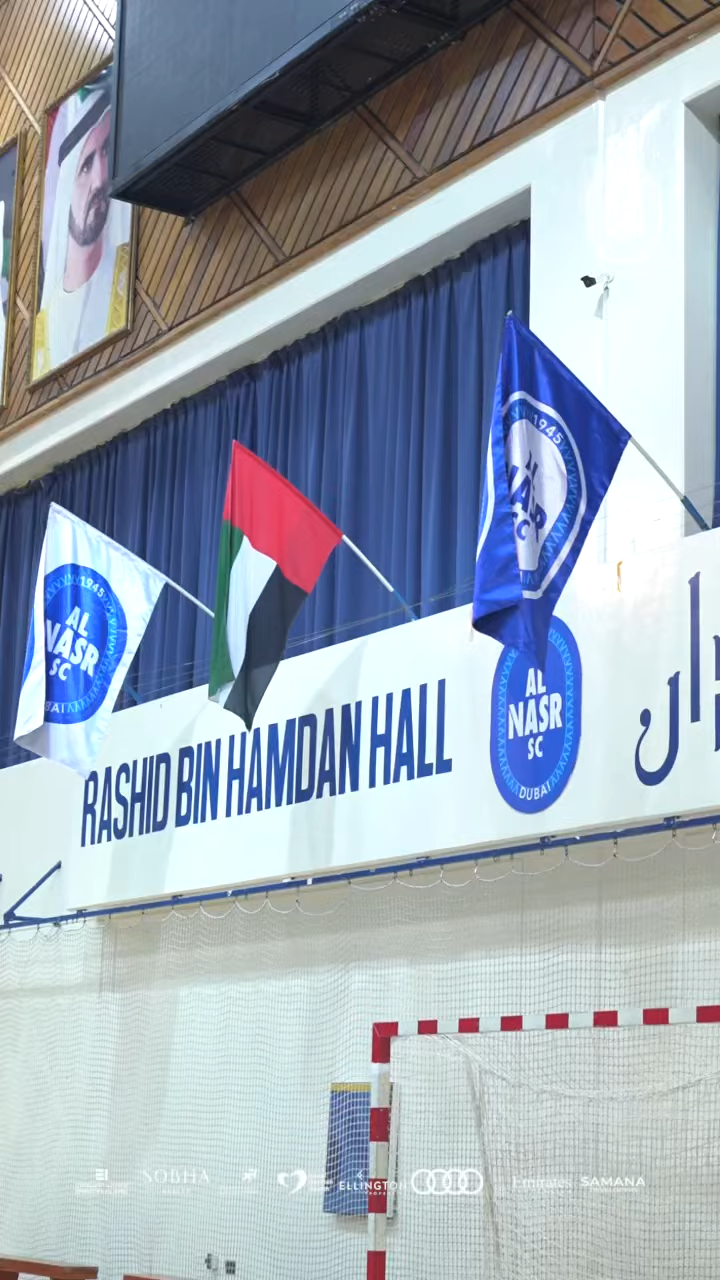 1945
AL
NASR
SC
1945
AL
NASR
SC
RASHID BIN HAMDAN HALL
AL
NASR
SC
DUBAI
SOBHA
ELLINGTON
Emirates
SAMANA